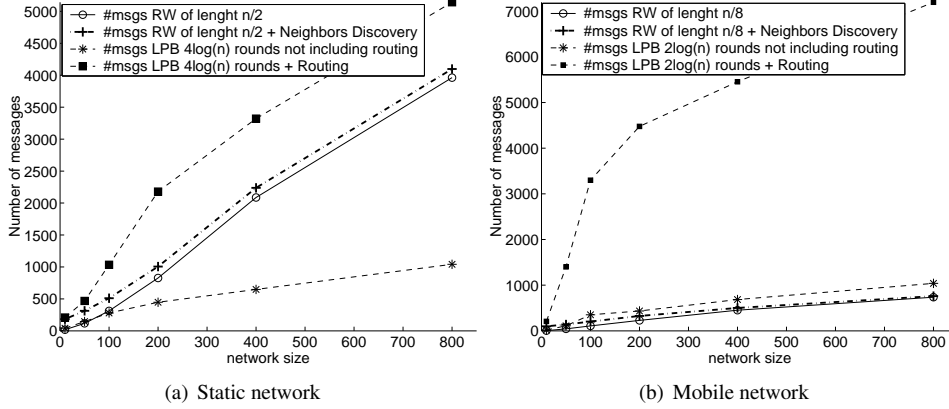 5000
4500
4000
3500
3000
2500
2000
1500
1000
500
0
Number of messages
#msgs RW of lenght n/2
#msgs RW of lenght n/2 + Neighbors Discovery
#msgs LPB 4log(n) rounds not including routing
#msgs LPB 4log(n) rounds + Routing
0 100 200 300 400 500 600 700 800
network size
(a) Static network
7000
6000
5000
4000
3000
2000
1000
0
Number of messages
#msgs RW of lenght n/8
#msgs RW of lenght n/8 + Neighbors Discovery
#msgs LPB 2log(n) rounds not including routing
#msgs LPB 2log(n) rounds + Routing
0 100 200 300 400 500 600 700 800
network size
(b) Mobile network